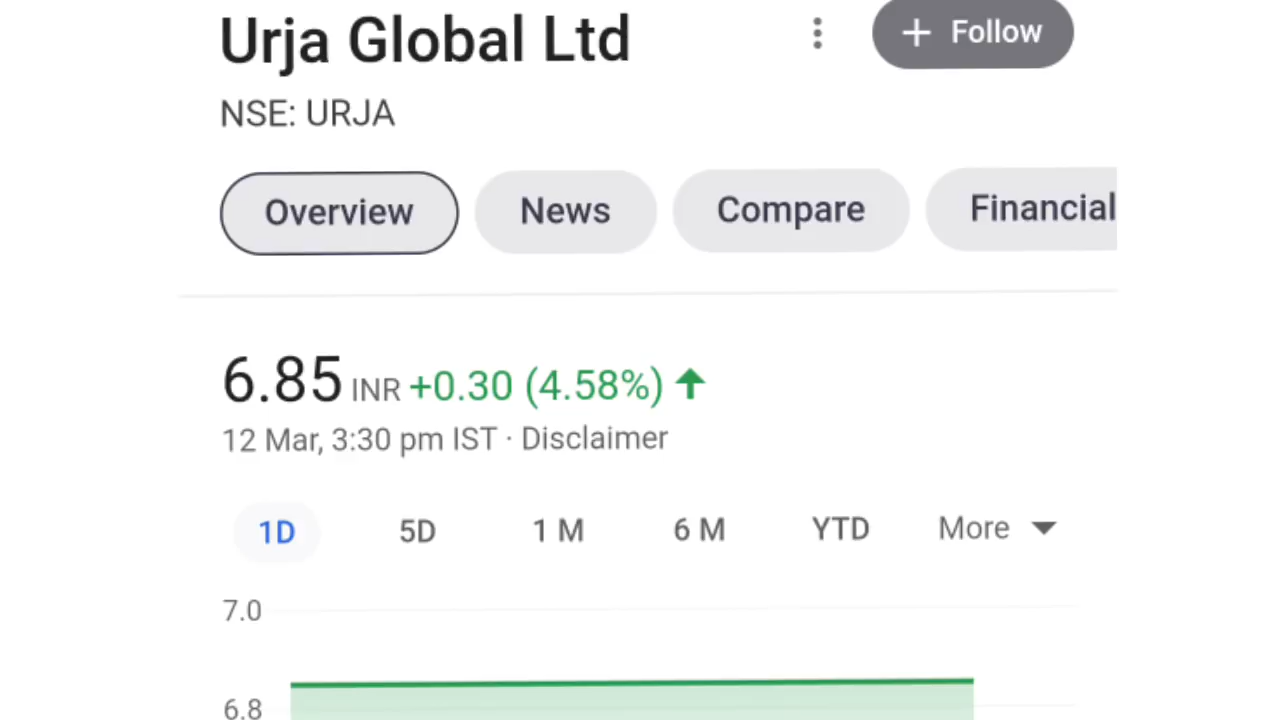 Urja Global Ltd
+ Follow
NSE: URJA
Overview News Compare Financial
6.85 INR +0.30 (4.58%)
12 Mar, 3:30 pm IST · Disclaimer
1D 5D 1 M 6 M YTD More
7.0
6.8